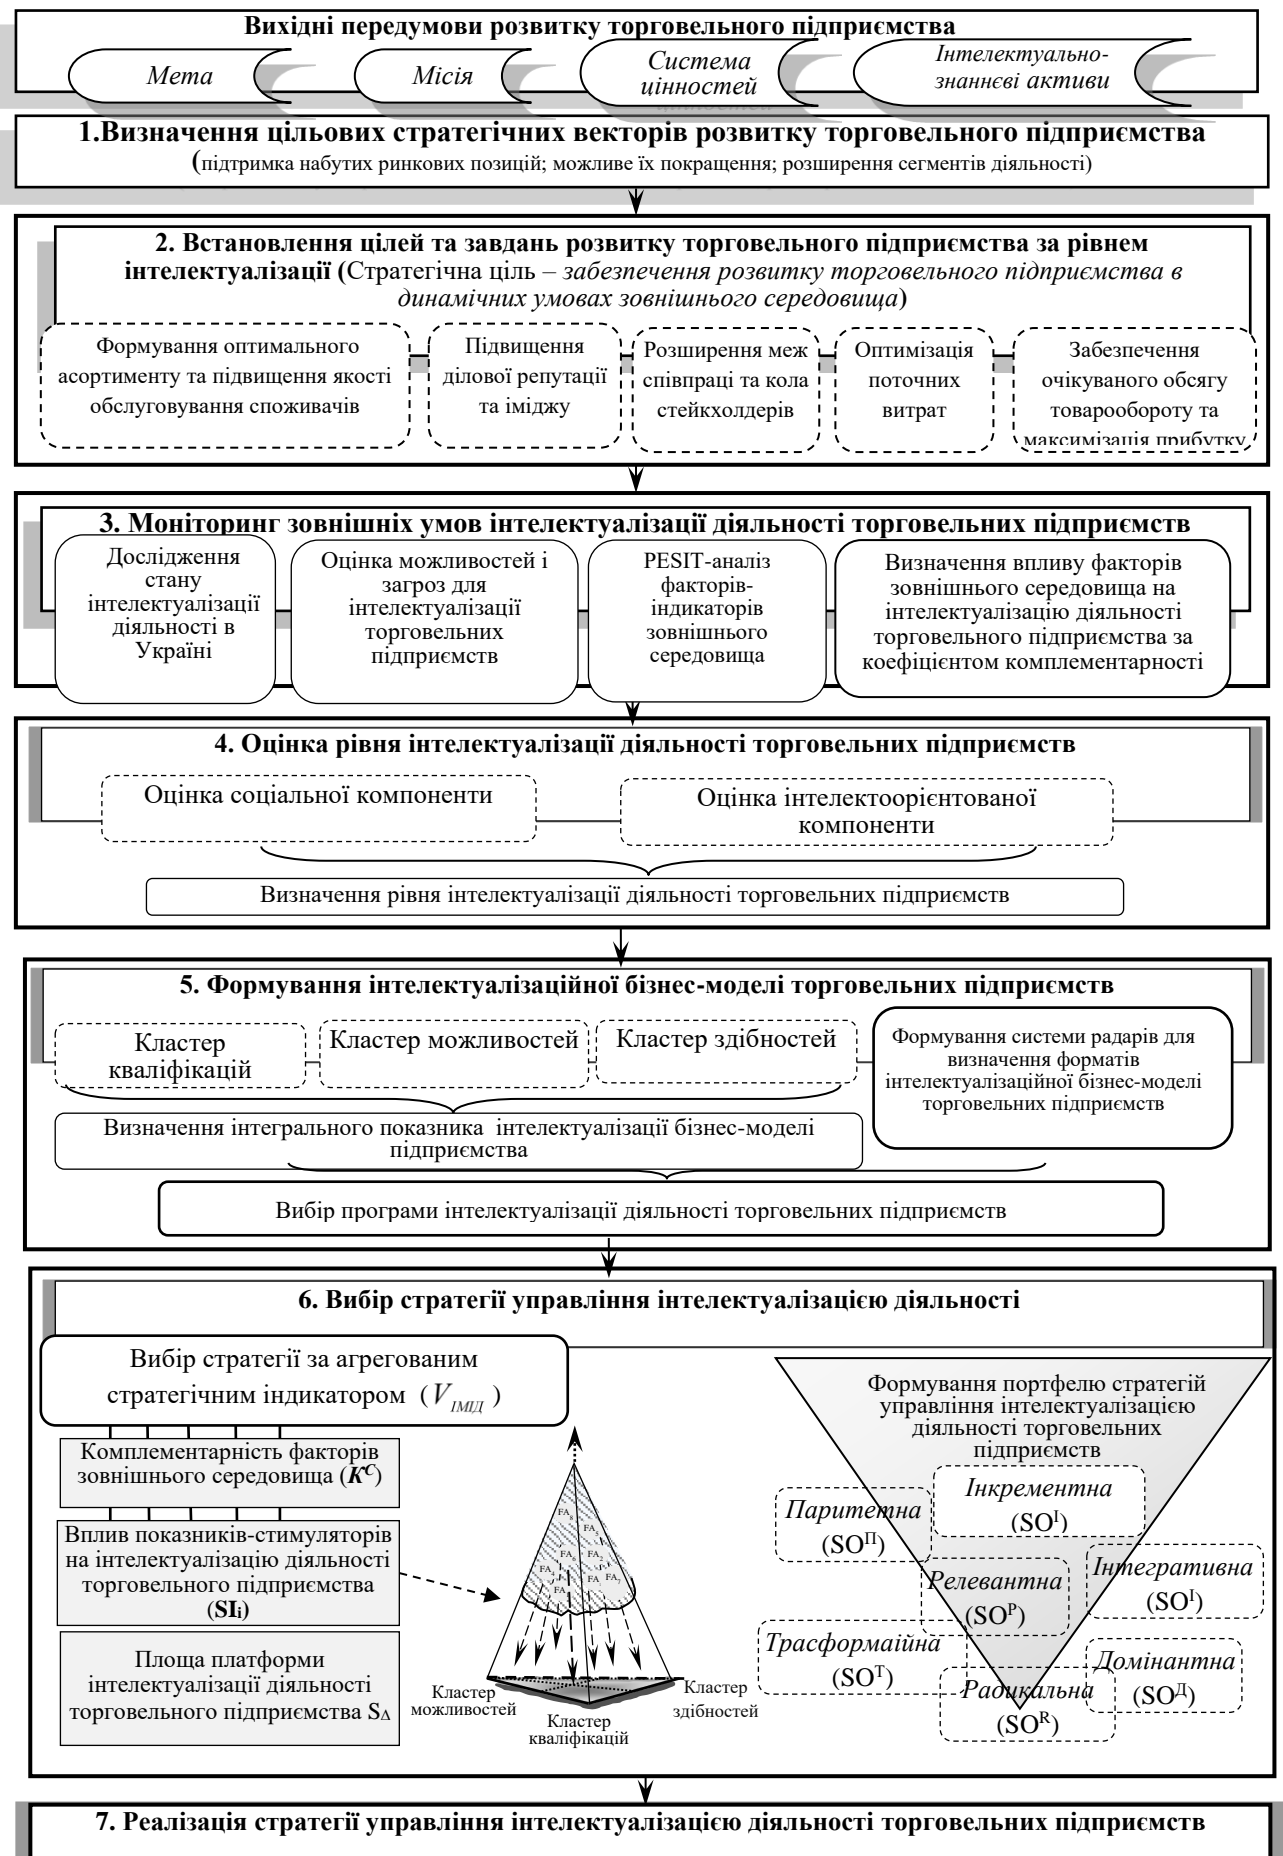 Вихідні передумови розвитку торговельного підприємства
Мета
Місія
Система
цінностей
Інтелектуально-
знаннєві активи
1.Визначення цільових стратегічних векторів розвитку торговельного підприємства
(підтримка набутих ринкових позицій; можливе їх покращення; розширення сегментів діяльності)
2. Встановлення цілей та завдань розвитку торговельного підприємства за рівнем
інтелектуалізації (Стратегічна ціль – забезпечення розвитку торговельного підприємства в
динамічних умовах зовнішнього середовища)
Формування оптимального
асортименту та підвищення якості
обслуговування споживачів
Підвищення
ділової репутації
та іміджу
Розширення меж
співпраці та кола
стейкхолдерів
Оптимізація
поточних
витрат
Забезпечення
очікуваного обсягу
товарообороту та
максимізація прибутку
3. Моніторинг зовнішніх умов інтелектуалізації діяльності торговельних підприємств
Дослідження
стану
інтелектуалізації
діяльності в
Україні
Оцінка можливостей і
загроз для
інтелектуалізації
торговельних
підприємств
PESIT-аналіз
факторів-
індикаторів
зовнішнього
середовища
Визначення впливу факторів
зовнішнього середовища на
інтелектуалізацію діяльності
торговельного підприємства за
коефіцієнтом комплементарності
4. Оцінка рівня інтелектуалізації діяльності торговельних підприємств
Оцінка соціальної компоненти
Оцінка інтелектоорієнтованої
компоненти
Визначення рівня інтелектуалізації діяльності торговельних підприємств
5. Формування інтелектуалізаційної бізнес-моделі торговельних підприємств
Кластер
кваліфікацій
Кластер можливостей
Кластер здібностей
Формування системи радарів для
визначення форматів
інтелектуалізаційної бізнес-моделі
торговельних підприємств
Визначення інтегрального показника інтелектуалізації бізнес-моделі
підприємства
Вибір програми інтелектуалізації діяльності торговельних підприємств
6. Вибір стратегії управління інтелектуалізацією діяльності
Вибір стратегії за агрегованим
стратегічним індикатором (V_ІМІД)
Комплементарність факторів
зовнішнього середовища (K^C)
Вплив показників-стимуляторів
на інтелектуалізацію діяльності
торговельного підприємства
(SI_i)
Площа платформи
інтелектуалізації діяльності
торговельного підприємства S_Δ
Кластер
можливостей
Кластер
кваліфікацій
Кластер
здібностей
Формування портфелю стратегій
управління інтелектуалізацією
діяльності торговельних
підприємств
Інкрементна
(SO^І)
Паритетна
(SO^П)
Релевантна
(SO^Р)
Інтегративна
(SO^І)
Трасформаійна
(SO^Т)
Домінантна
(SO^Д)
Радикальна
(SO^R)
7. Реалізація стратегії управління інтелектуалізацією діяльності торговельних підприємств